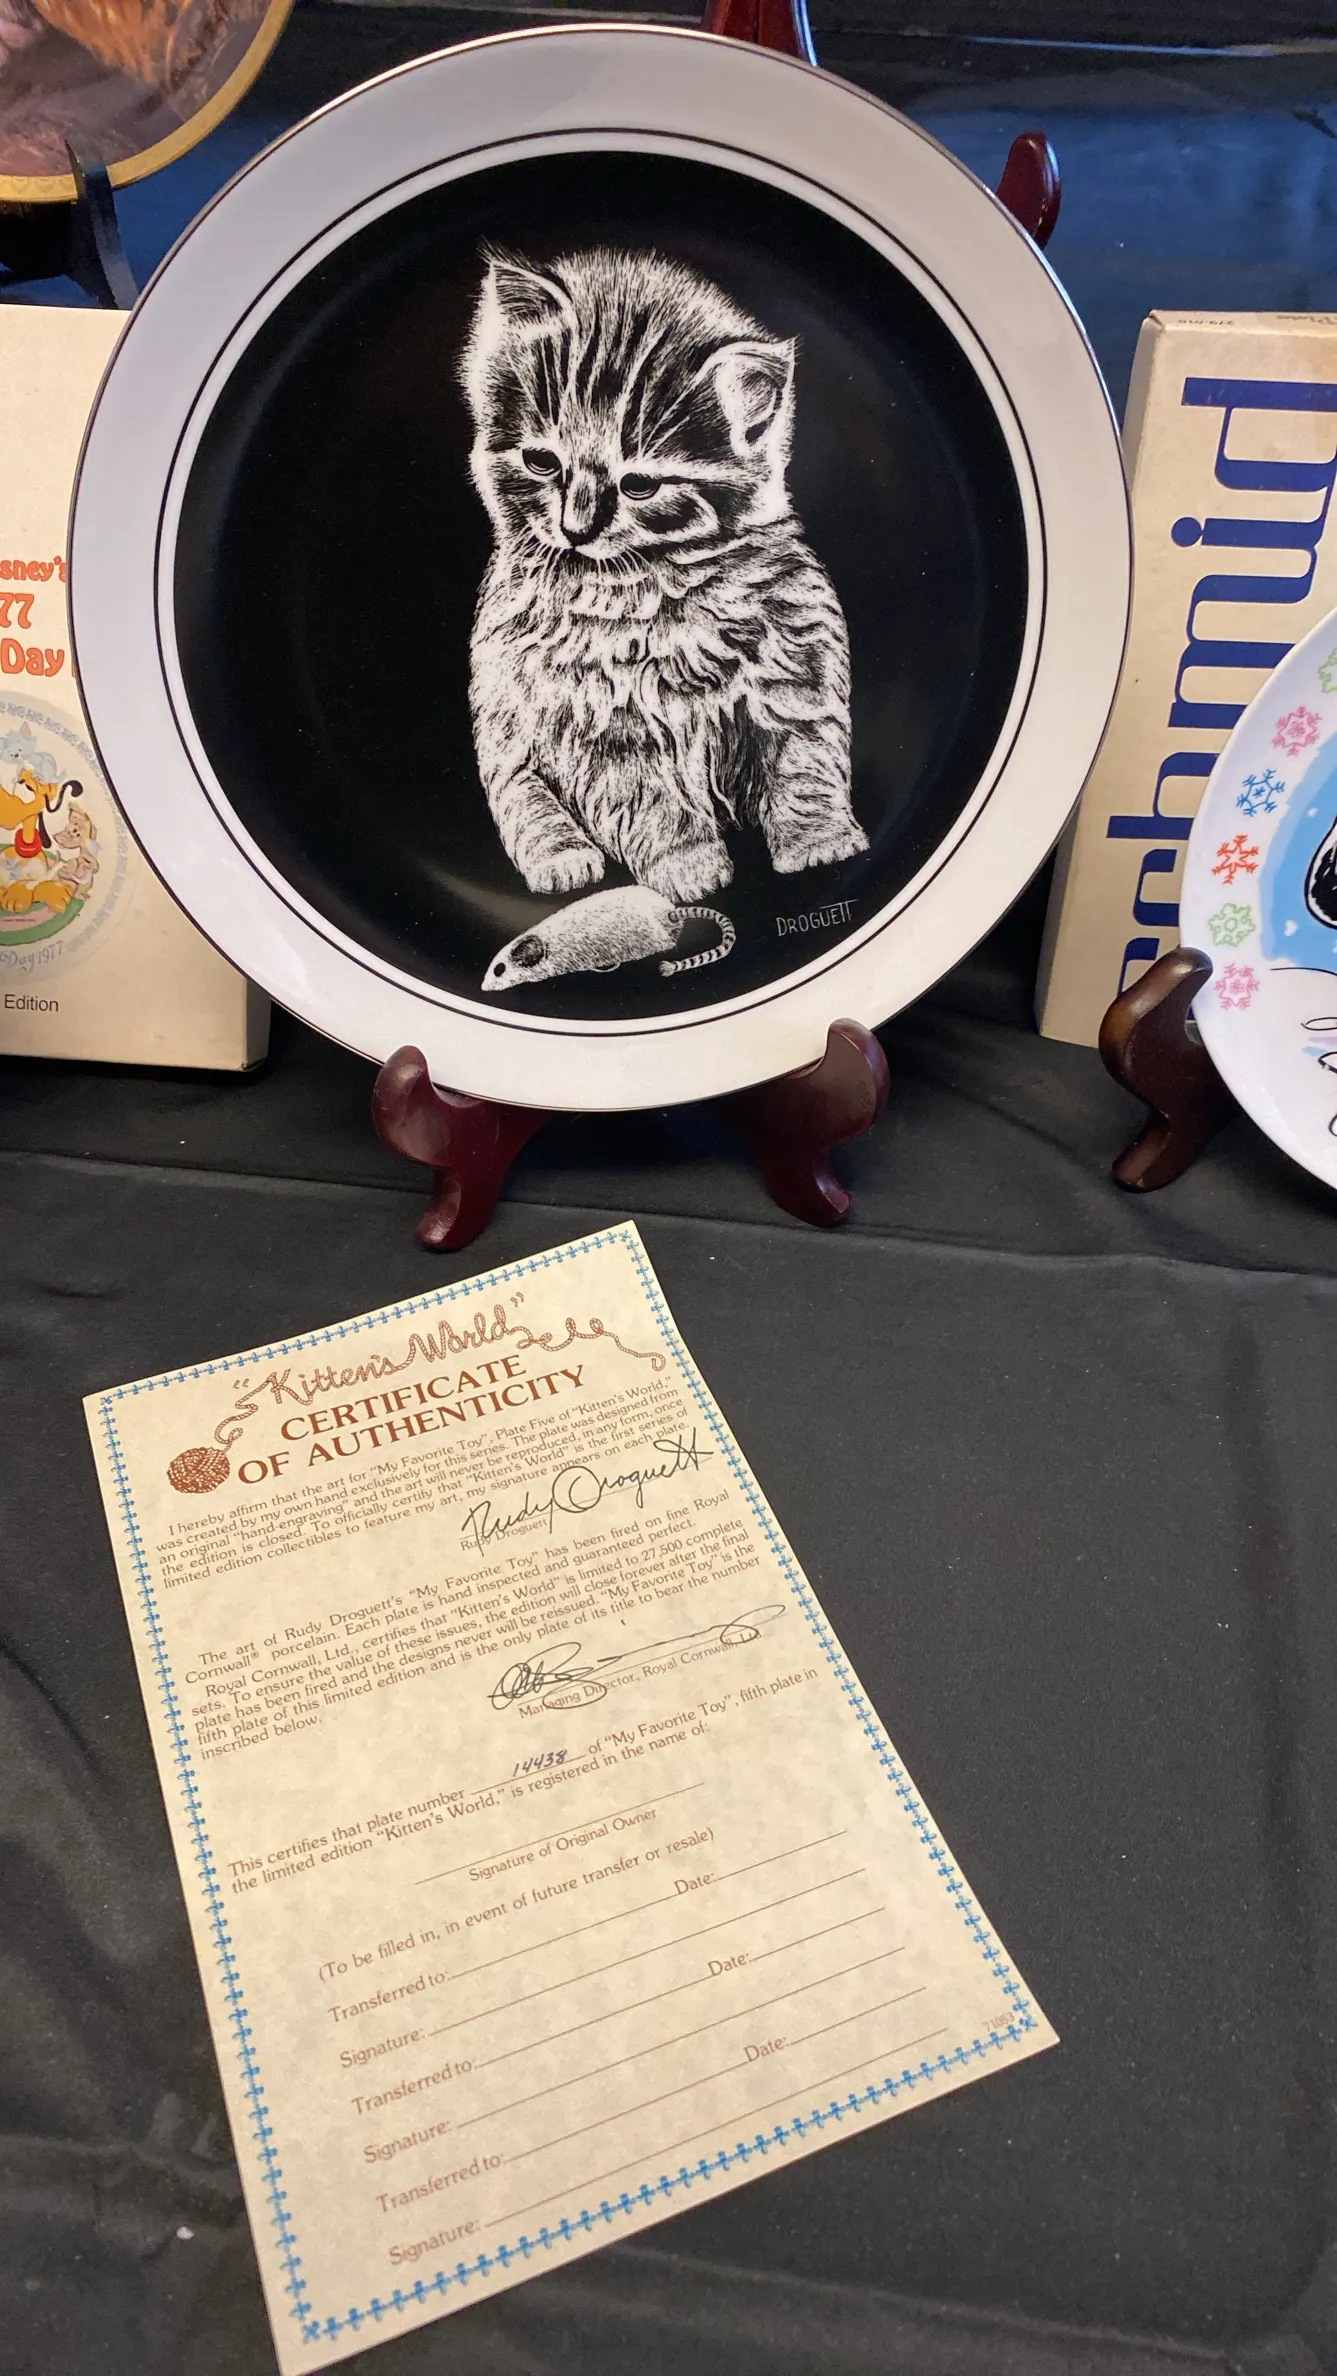 sney's
77
Day
Day 1977
Edition
DROGUETT
schmid
"Kitten's World"
CERTIFICATE
OF AUTHENTICITY
I hereby affirm that the art for "My Favorite Toy", Plate Five of "Kitten's World,"
was created by my own hand exclusively for this series. The plate was designed from
an original "hand-engraving" and the art will never be reproduced, in any form, once
the edition is closed. To officially certify that "Kitten's World" is the first series of
limited edition collectibles to feature my art, my signature appears on each plate.
Rudy Droguett
Rudy Droguett
The art of Rudy Droguett's "My Favorite Toy" has been fired on fine Royal
Cornwall® porcelain. Each plate is hand inspected and guaranteed perfect.
Royal Cornwall, Ltd., certifies that "Kitten's World" is limited to 27,500 complete
sets. To ensure the value of these issues, the edition will close forever after the final
plate has been fired and the designs never will be reissued. "My Favorite Toy" is the
fifth plate of this limited edition and is the only plate of its title to bear the number
inscribed below.
Managing Director, Royal Cornwall, Ltd.
This certifies that plate number 14438 of "My Favorite Toy", fifth plate in
the limited edition "Kitten's World," is registered in the name of:
Signature of Original Owner
(To be filled in, in event of future transfer or resale)
Transferred to: Date:
Signature:
Transferred to: Date:
Signature:
Transferred to: Date:
Signature:
71063